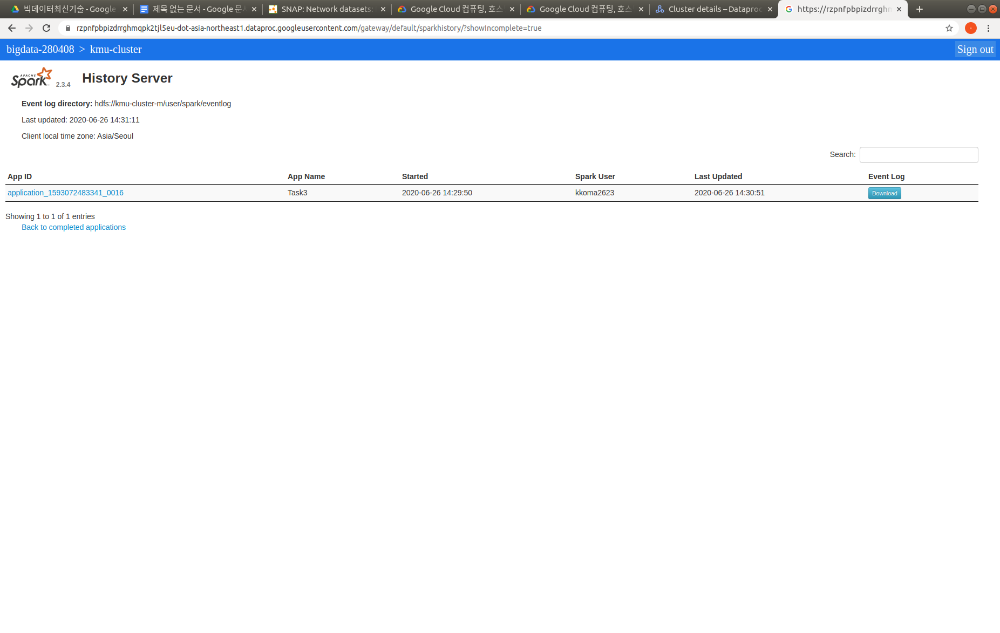 빅데이터최신기술 - Google
제목 없는 문서 - Google 문서
SNAP: Network datasets:
Google Cloud 컴퓨팅, 호스
Google Cloud 컴퓨팅, 호스
Cluster details – Dataproc
https://rzpnfpbpizdrrghm
rzpnfpbpizdrrghmqpk2tjl5eu-dot-asia-northeast1.dataproc.googleusercontent.com/gateway/default/sparkhistory/?showIncomplete=true
bigdata-280408 > kmu-cluster
Sign out
APACHE Spark 2.3.4 History Server
Event log directory: hdfs://kmu-cluster-m/user/spark/eventlog
Last updated: 2020-06-26 14:31:11
Client local time zone: Asia/Seoul
Search:
App ID App Name Started Spark User Last Updated Event Log
application_1593072483341_0016 Task3 2020-06-26 14:29:50 kkoma2623 2020-06-26 14:30:51 Download
Showing 1 to 1 of 1 entries
Back to completed applications